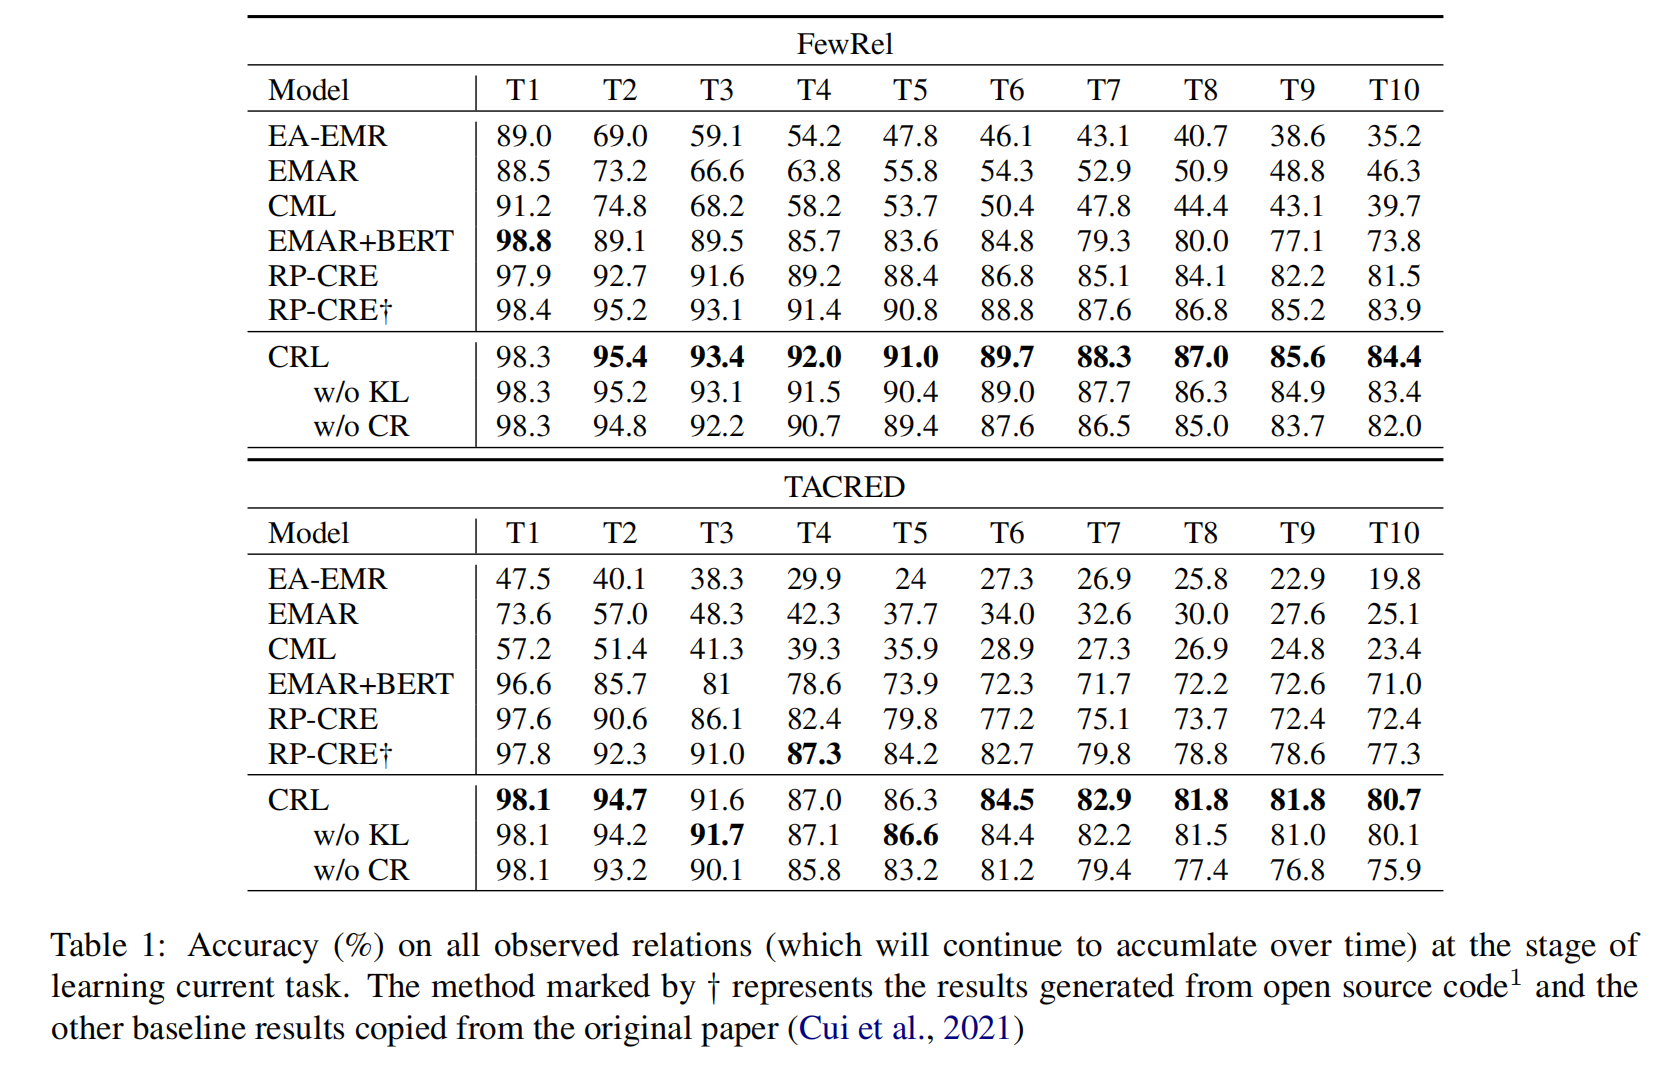 FewRel
Model T1 T2 T3 T4 T5 T6 T7 T8 T9 T10
EA-EMR 89.0 69.0 59.1 54.2 47.8 46.1 43.1 40.7 38.6 35.2
EMAR 88.5 73.2 66.6 63.8 55.8 54.3 52.9 50.9 48.8 46.3
CML 91.2 74.8 68.2 58.2 53.7 50.4 47.8 44.4 43.1 39.7
EMAR+BERT 98.8 89.1 89.5 85.7 83.6 84.8 79.3 80.0 77.1 73.8
RP-CRE 97.9 92.7 91.6 89.2 88.4 86.8 85.1 84.1 82.2 81.5
RP-CRE† 98.4 95.2 93.1 91.4 90.8 88.8 87.6 86.8 85.2 83.9
CRL 98.3 95.4 93.4 92.0 91.0 89.7 88.3 87.0 85.6 84.4
w/o KL 98.3 95.2 93.1 91.5 90.4 89.0 87.7 86.3 84.9 83.4
w/o CR 98.3 94.8 92.2 90.7 89.4 87.6 86.5 85.0 83.7 82.0
TACRED
Model T1 T2 T3 T4 T5 T6 T7 T8 T9 T10
EA-EMR 47.5 40.1 38.3 29.9 24 27.3 26.9 25.8 22.9 19.8
EMAR 73.6 57.0 48.3 42.3 37.7 34.0 32.6 30.0 27.6 25.1
CML 57.2 51.4 41.3 39.3 35.9 28.9 27.3 26.9 24.8 23.4
EMAR+BERT 96.6 85.7 81 78.6 73.9 72.3 71.7 72.2 72.6 71.0
RP-CRE 97.6 90.6 86.1 82.4 79.8 77.2 75.1 73.7 72.4 72.4
RP-CRE† 97.8 92.3 91.0 87.3 84.2 82.7 79.8 78.8 78.6 77.3
CRL 98.1 94.7 91.6 87.0 86.3 84.5 82.9 81.8 81.8 80.7
w/o KL 98.1 94.2 91.7 87.1 86.6 84.4 82.2 81.5 81.0 80.1
w/o CR 98.1 93.2 90.1 85.8 83.2 81.2 79.4 77.4 76.8 75.9
Table 1: Accuracy (%) on all observed relations (which will continue to accumlate over time) at the stage of
learning current task. The method marked by † represents the results generated from open source code¹ and the
other baseline results copied from the original paper (Cui et al., 2021)